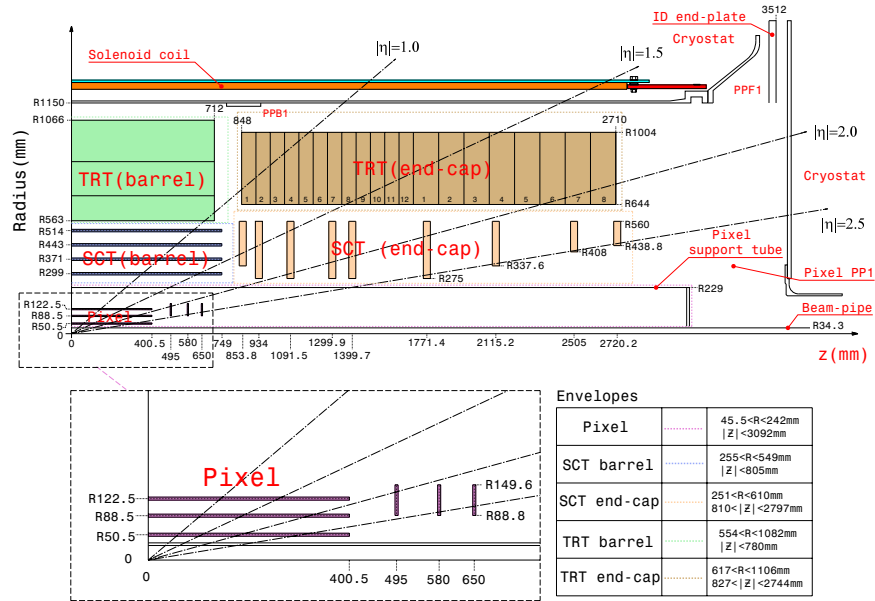 3512
ID end-plate
Cryostat
|η|=1.0
|η|=1.5
Solenoid coil
PPF1
R1150
712
PPB1
848
2710
R1066
R1004
|η|=2.0
TRT(barrel)
TRT(end-cap)
Cryostat
1 2 3 4 5 6 7 8 9 10 11 12 1 2 3 4 5 6 7 8
R644
R563
R514
R560
|η|=2.5
R443
R438.8
SCT(barrel)
SCT (end-cap)
R408
Pixel
support tube
R371
R337.6
R299
R275
Pixel PP1
R229
R122.5
R88.5
Pixel
Beam-pipe
R50.5
R34.3
0
0
400.5
580
749
934
1299.9
1771.4
2115.2
2505
2720.2
495
650
853.8
1091.5
1399.7
z(mm)
Radius(mm)
Pixel
R149.6
R122.5
R88.5
R88.8
R50.5
0
0
400.5
495
580
650
Envelopes
Pixel
45.5<R<242mm
|Z|<3092mm
SCT barrel
255<R<549mm
|Z|<805mm
SCT end-cap
251<R<610mm
810<|Z|<2797mm
TRT barrel
554<R<1082mm
|Z|<780mm
TRT end-cap
617<R<1106mm
827<|Z|<2744mm